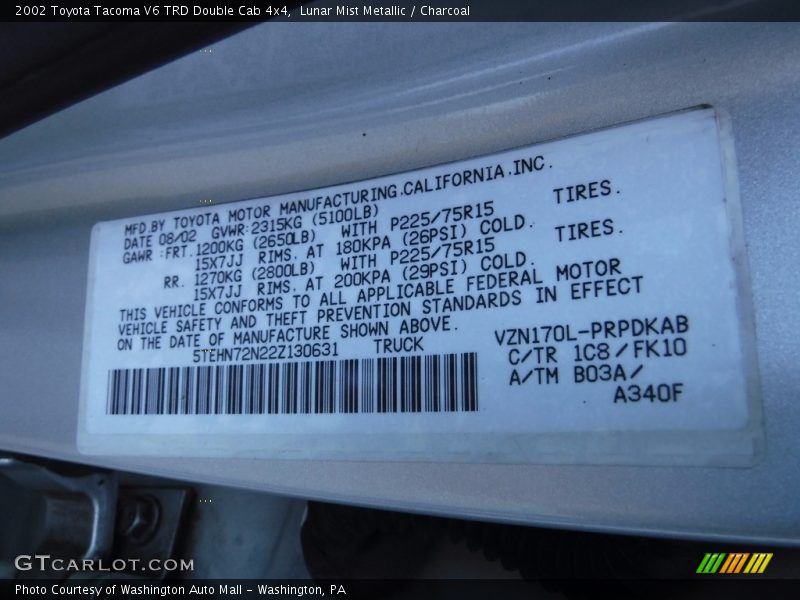 2002 Toyota Tacoma V6 TRD Double Cab 4x4, Lunar Mist Metallic / Charcoal
MFD.BY TOYOTA MOTOR MANUFACTURING.CALIFORNIA.INC.
DATE 08/02 GVWR:2315KG (5100LB)
GAWR :FRT.1200KG (2650LB) WITH P225/75R15 TIRES.
15X7JJ RIMS. AT 180KPA (26PSI) COLD.
RR. 1270KG (2800LB) WITH P225/75R15 TIRES.
15X7JJ RIMS. AT 200KPA (29PSI) COLD.
THIS VEHICLE CONFORMS TO ALL APPLICABLE FEDERAL MOTOR
VEHICLE SAFETY AND THEFT PREVENTION STANDARDS IN EFFECT
ON THE DATE OF MANUFACTURE SHOWN ABOVE.
5TEHN72N22Z130631 TRUCK
VZN170L-PRPDKAB
C/TR 1C8/FK10
A/TM B03A/
A340F
GTCARLOT.COM
Photo Courtesy of Washington Auto Mall - Washington, PA